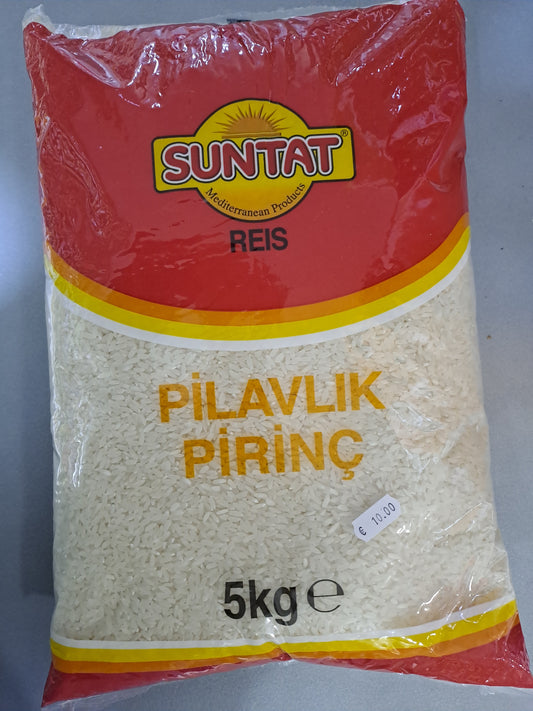 SUNTAT®
Mediterranean Products
REIS
PİLAVLIK
PİRİNÇ
€ 10.00
5kg ℮